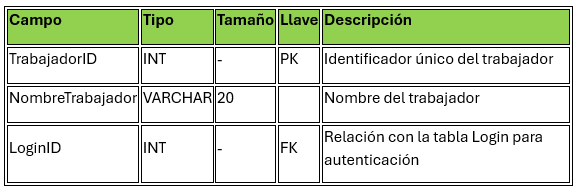 Campo Tipo Tamaño Llave Descripción
TrabajadorID INT - PK Identificador único del trabajador
NombreTrabajador VARCHAR 20 Nombre del trabajador
LoginID INT - FK Relación con la tabla Login para
autenticación